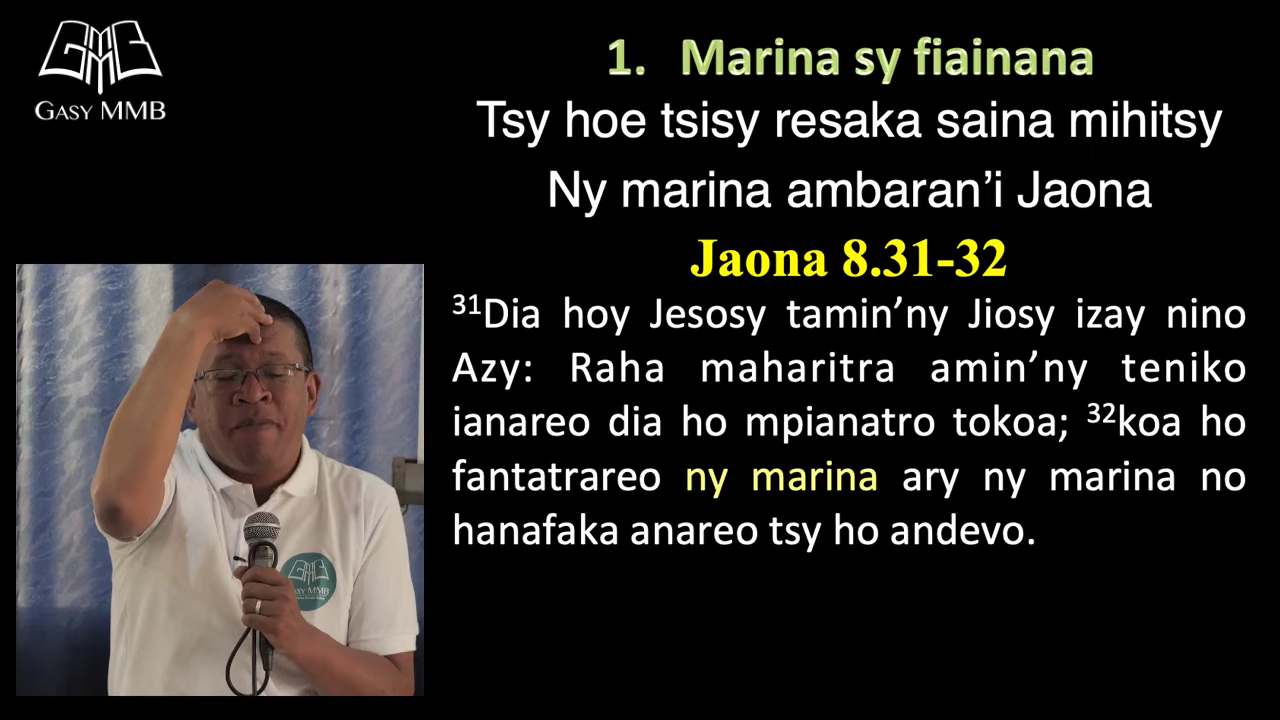 GMMB
GASY MMB
1. Marina sy fiainana
Tsy hoe tsisy resaka saina mihitsy
Ny marina ambaran’i Jaona
Jaona 8.31-32
³¹Dia hoy Jesosy tamin’ny Jiosy izay nino
Azy: Raha maharitra amin’ny teniko
ianareo dia ho mpianatro tokoa; ³²koa ho
fantatrareo ny marina ary ny marina no
hanafaka anareo tsy ho andevo.
GASY MMB